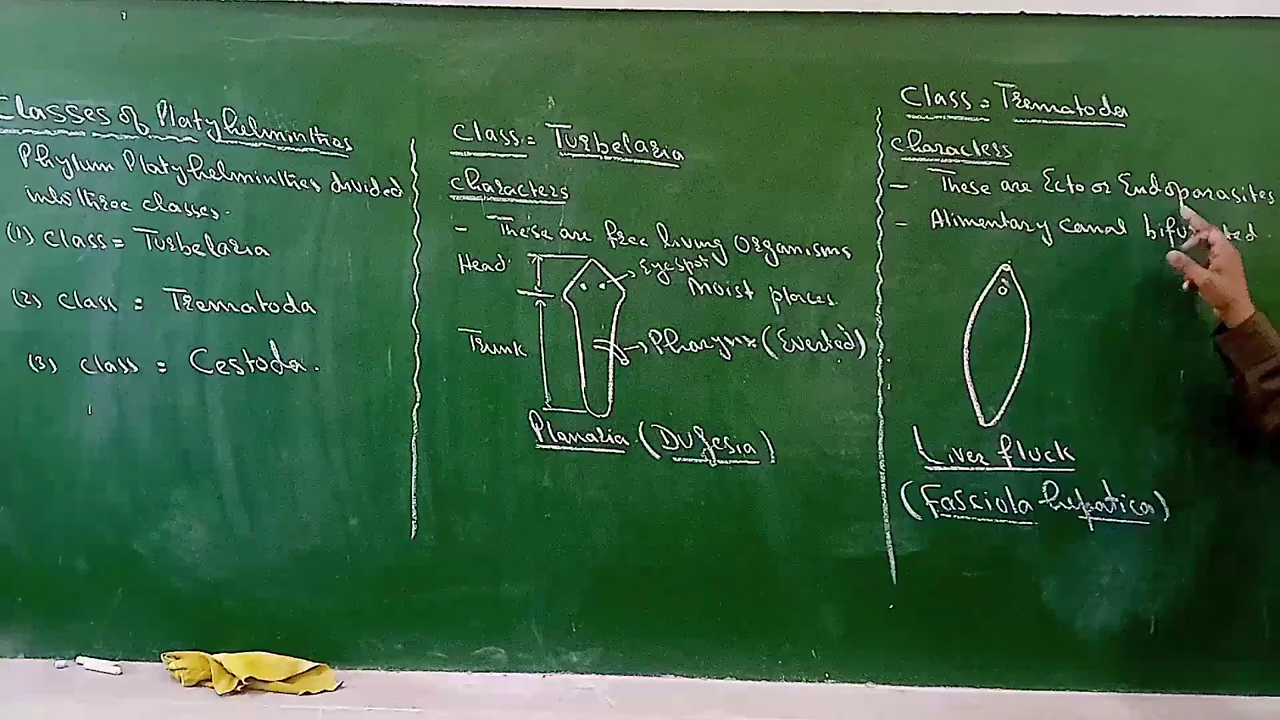 Classes of Platyhelminthes
Phylum Platyhelminthes divided
into three classes.
(1) Class = Turbelaria
(2) Class = Trematoda
(3) Class = Cestoda.
Class = Turbelaria
Characters
- These are free living Organisms
Head
Eyespot
Moist places
Trunk
Pharynx (Everted)
Planaria (Dugesia)
Class = Trematoda
Characters
- These are Ecto or Endoparasites
- Alimentary canal
Liver fluck
(Fasciola hepatica)